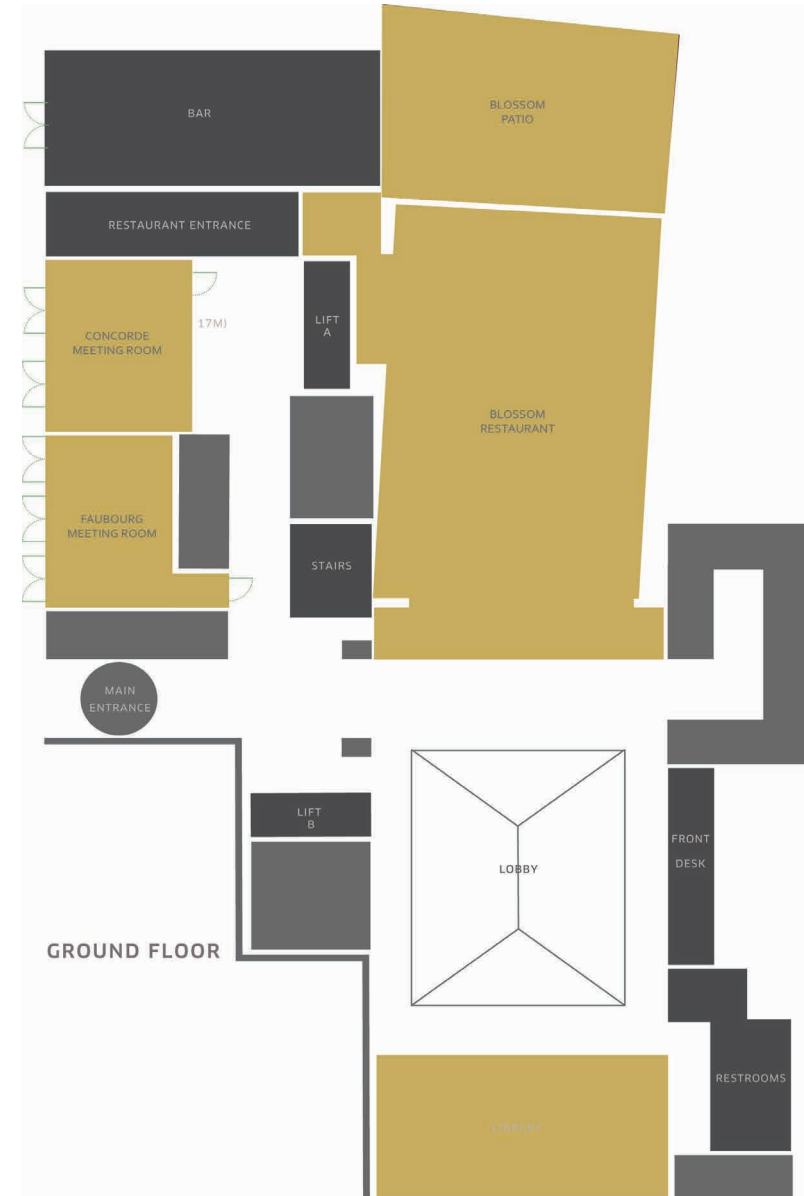 BAR
BLOSSOM
PATIO
RESTAURANT ENTRANCE
LIFT
A
17M)
CONCORDE
MEETING ROOM
BLOSSOM
RESTAURANT
FAUBOURG
MEETING ROOM
STAIRS
MAIN
ENTRANCE
LIFT
B
FRONT
DESK
LOBBY
GROUND FLOOR
RESTROOMS